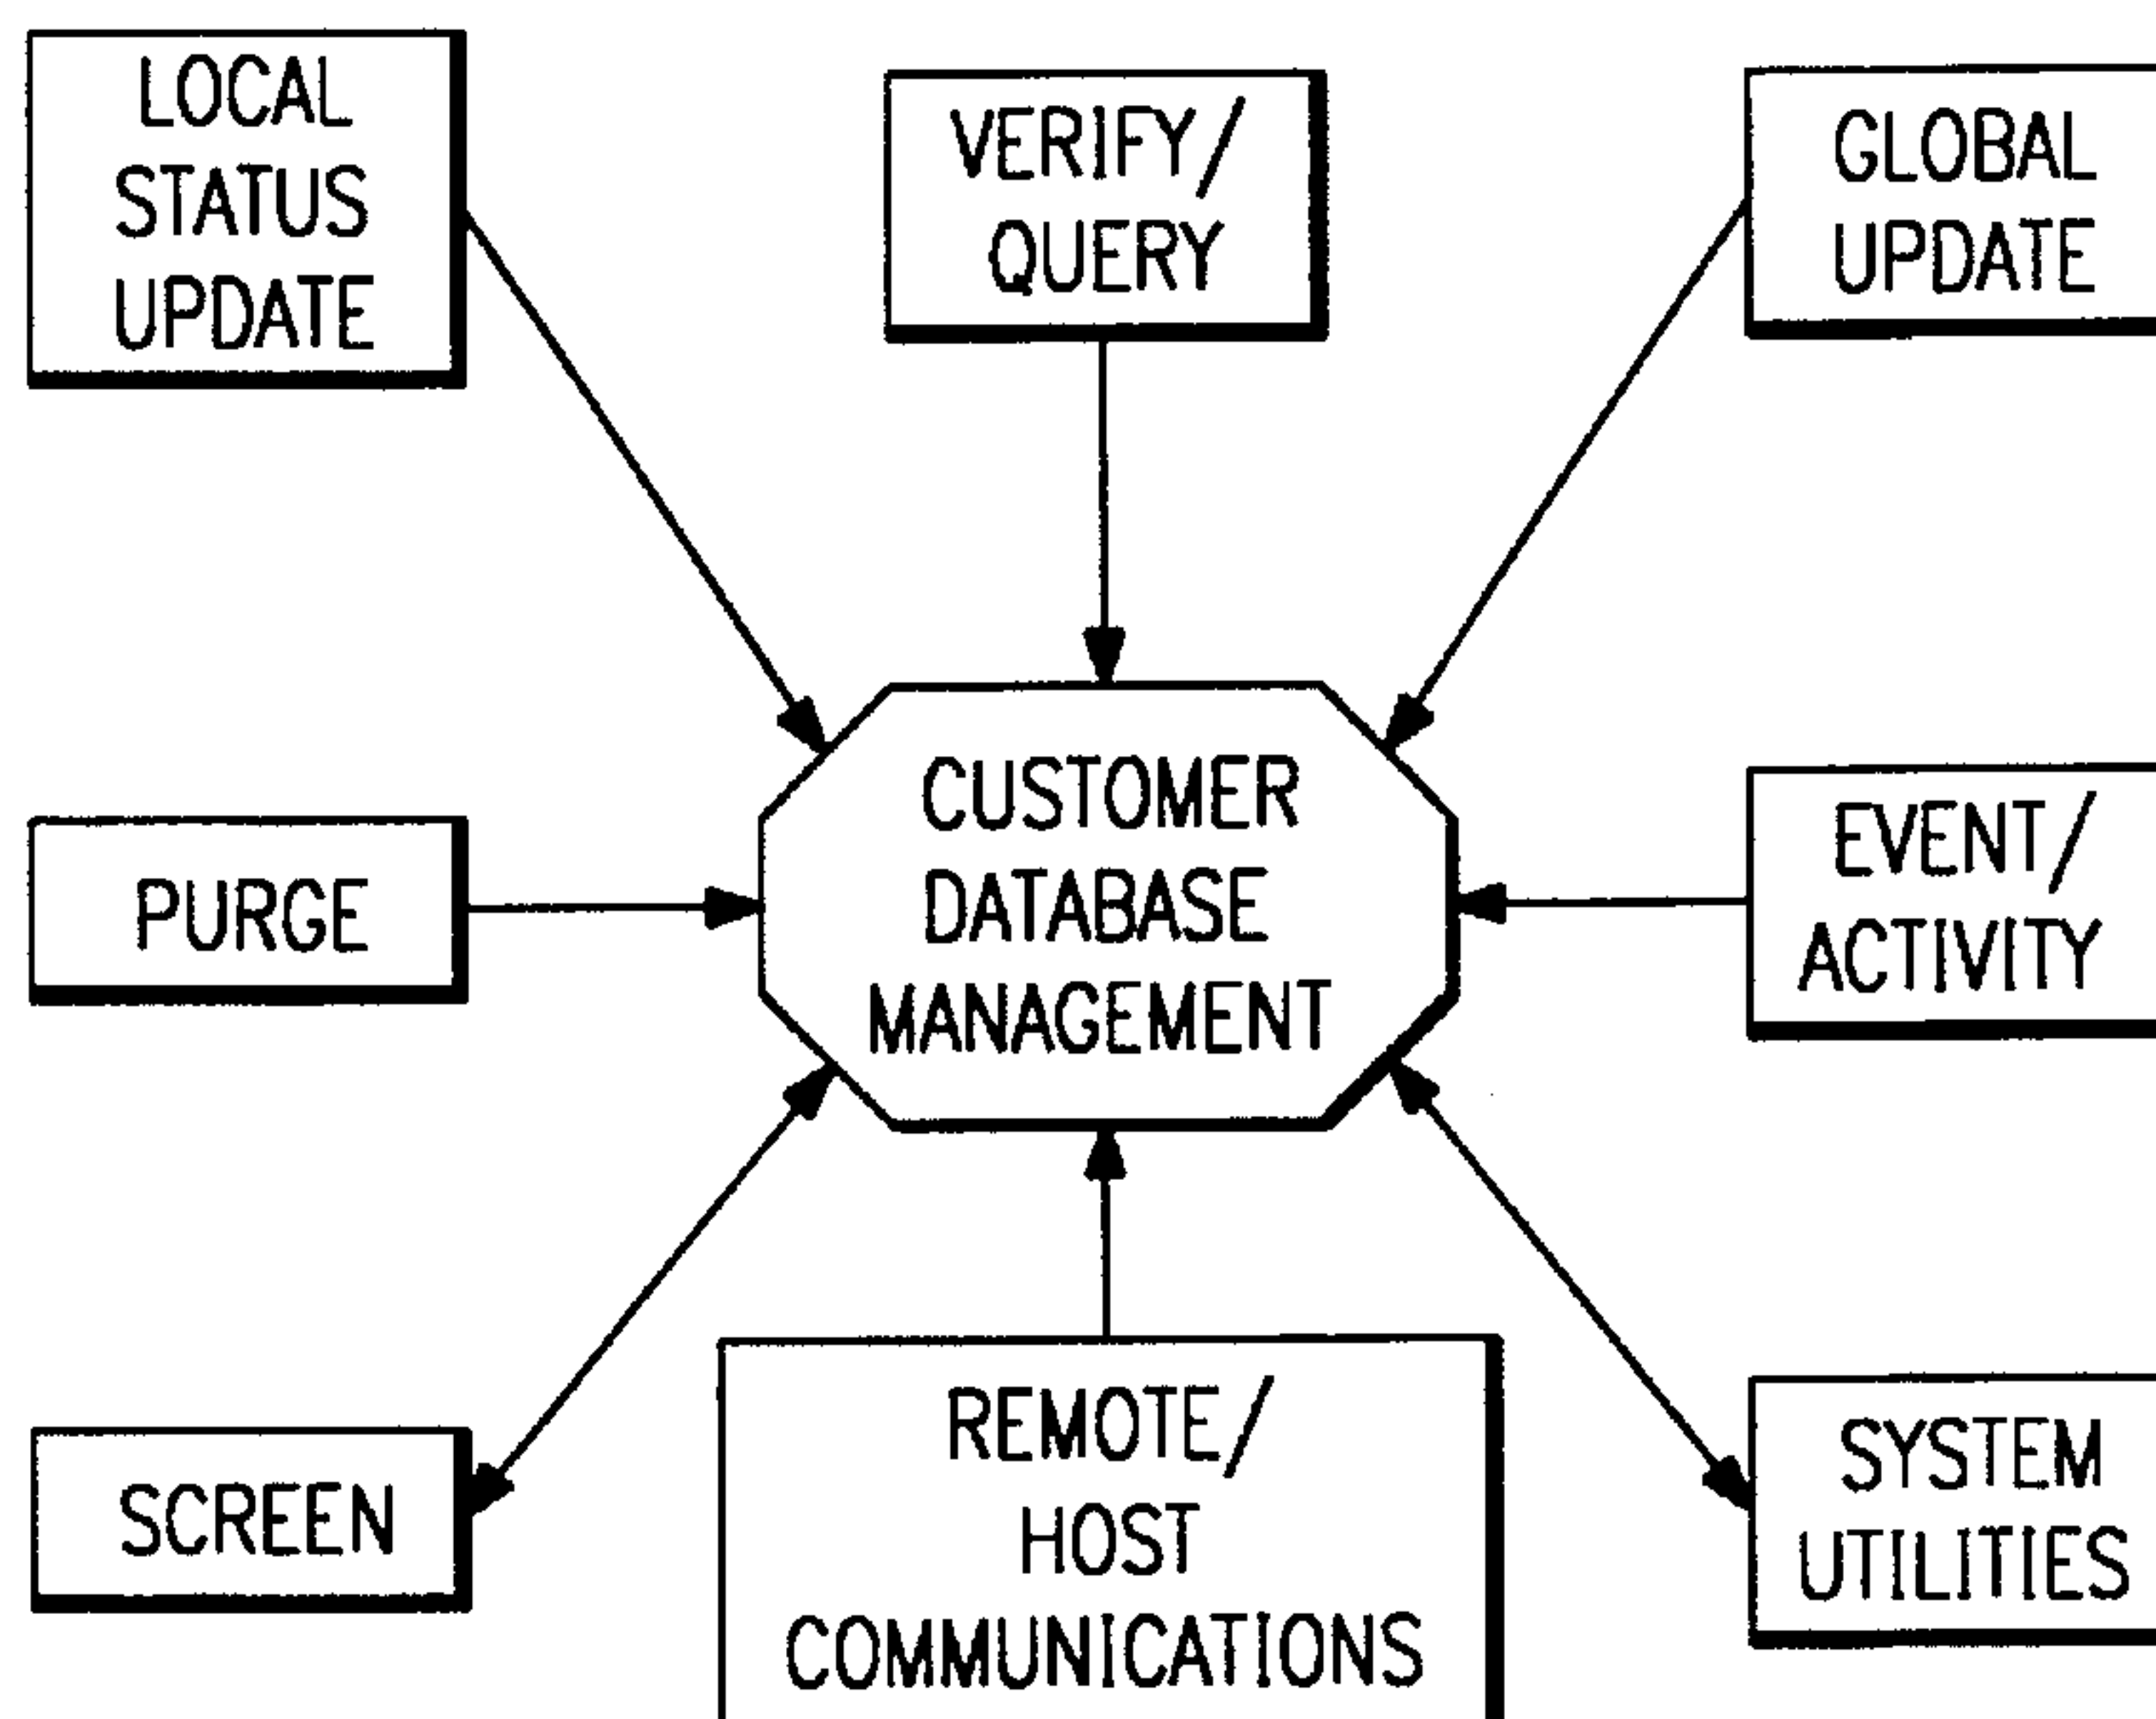 LOCAL
STATUS
UPDATE
VERIFY/
QUERY
GLOBAL
UPDATE
PURGE
CUSTOMER
DATABASE
MANAGEMENT
EVENT/
ACTIVITY
SCREEN
REMOTE/
HOST
COMMUNICATIONS
SYSTEM
UTILITIES